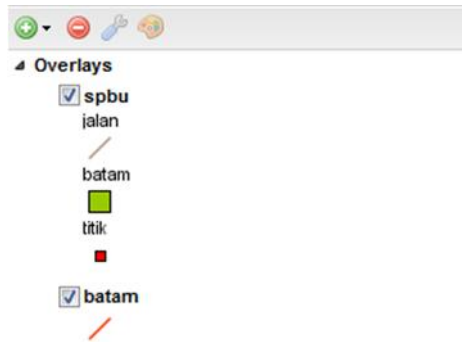 Overlays
spbu
jalan
batam
titik
batam